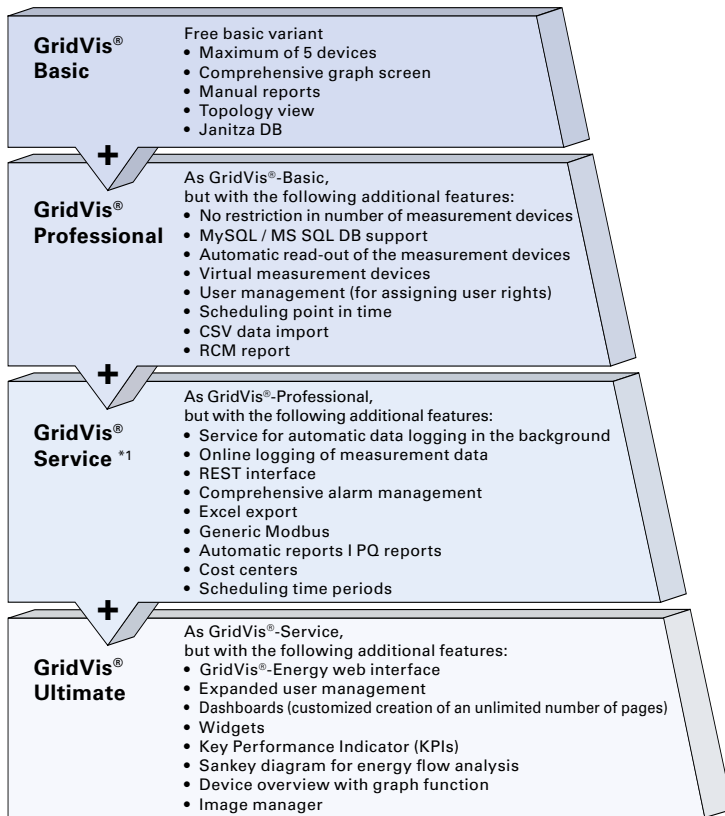 GridVis®
Basic
Free basic variant
• Maximum of 5 devices
• Comprehensive graph screen
• Manual reports
• Topology view
• Janitza DB
+
GridVis®
Professional
As GridVis®-Basic,
but with the following additional features:
• No restriction in number of measurement devices
• MySQL / MS SQL DB support
• Automatic read-out of the measurement devices
• Virtual measurement devices
• User management (for assigning user rights)
• Scheduling point in time
• CSV data import
• RCM report
+
GridVis®
Service *1
As GridVis®-Professional,
but with the following additional features:
• Service for automatic data logging in the background
• Online logging of measurement data
• REST interface
• Comprehensive alarm management
• Excel export
• Generic Modbus
• Automatic reports I PQ reports
• Cost centers
• Scheduling time periods
+
GridVis®
Ultimate
As GridVis®-Service,
but with the following additional features:
• GridVis®-Energy web interface
• Expanded user management
• Dashboards (customized creation of an unlimited number of pages)
• Widgets
• Key Performance Indicator (KPIs)
• Sankey diagram for energy flow analysis
• Device overview with graph function
• Image manager